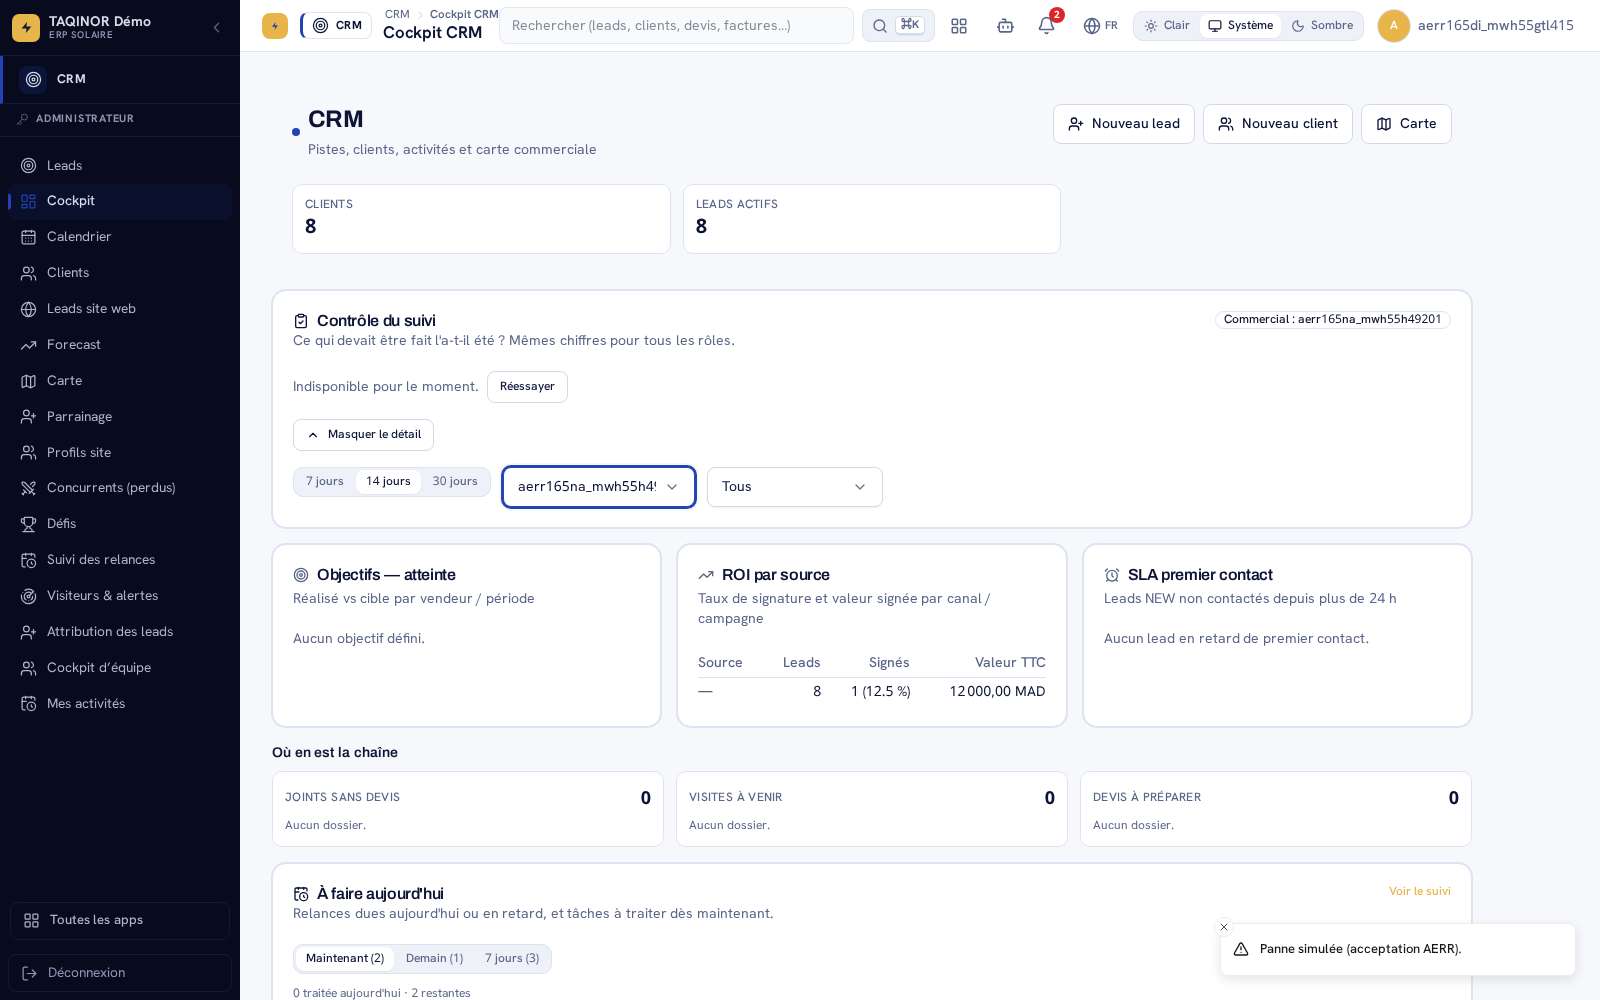 TAQINOR Démo
ERP SOLAIRE
CRM
ADMINISTRATEUR
Leads
Cockpit
Calendrier
Clients
Leads site web
Forecast
Carte
Parrainage
Profils site
Concurrents (perdus)
Défis
Suivi des relances
Visiteurs & alertes
Attribution des leads
Cockpit d’équipe
Mes activités
Toutes les apps
Déconnexion
CRM
CRM > Cockpit CRM
Cockpit CRM
Rechercher (leads, clients, devis, factures...)
⌘K
2
FR
Clair
Système
Sombre
A
aerr165di_mwh55gtl415
CRM
Pistes, clients, activités et carte commerciale
Nouveau lead
Nouveau client
Carte
CLIENTS
8
LEADS ACTIFS
8
Contrôle du suivi
Commercial : aerr165na_mwh55h49201
Ce qui devait être fait l'a-t-il été ? Mêmes chiffres pour tous les rôles.
Indisponible pour le moment.
Réessayer
Masquer le détail
7 jours
14 jours
30 jours
aerr165na_mwh55h49
Tous
Objectifs — atteinte
Réalisé vs cible par vendeur / période
Aucun objectif défini.
ROI par source
Taux de signature et valeur signée par canal /
campagne
Source Leads Signés Valeur TTC
— 8 1 (12.5 %) 12 000,00 MAD
SLA premier contact
Leads NEW non contactés depuis plus de 24 h
Aucun lead en retard de premier contact.
Où en est la chaîne
JOINTS SANS DEVIS 0
Aucun dossier.
VISITES À VENIR 0
Aucun dossier.
DEVIS À PRÉPARER 0
Aucun dossier.
À faire aujourd'hui
Voir le suivi
Relances dues aujourd'hui ou en retard, et tâches à traiter dès maintenant.
Maintenant (2)
Demain (1)
7 jours (3)
0 traitée aujourd'hui · 2 restantes
Panne simulée (acceptation AERR).